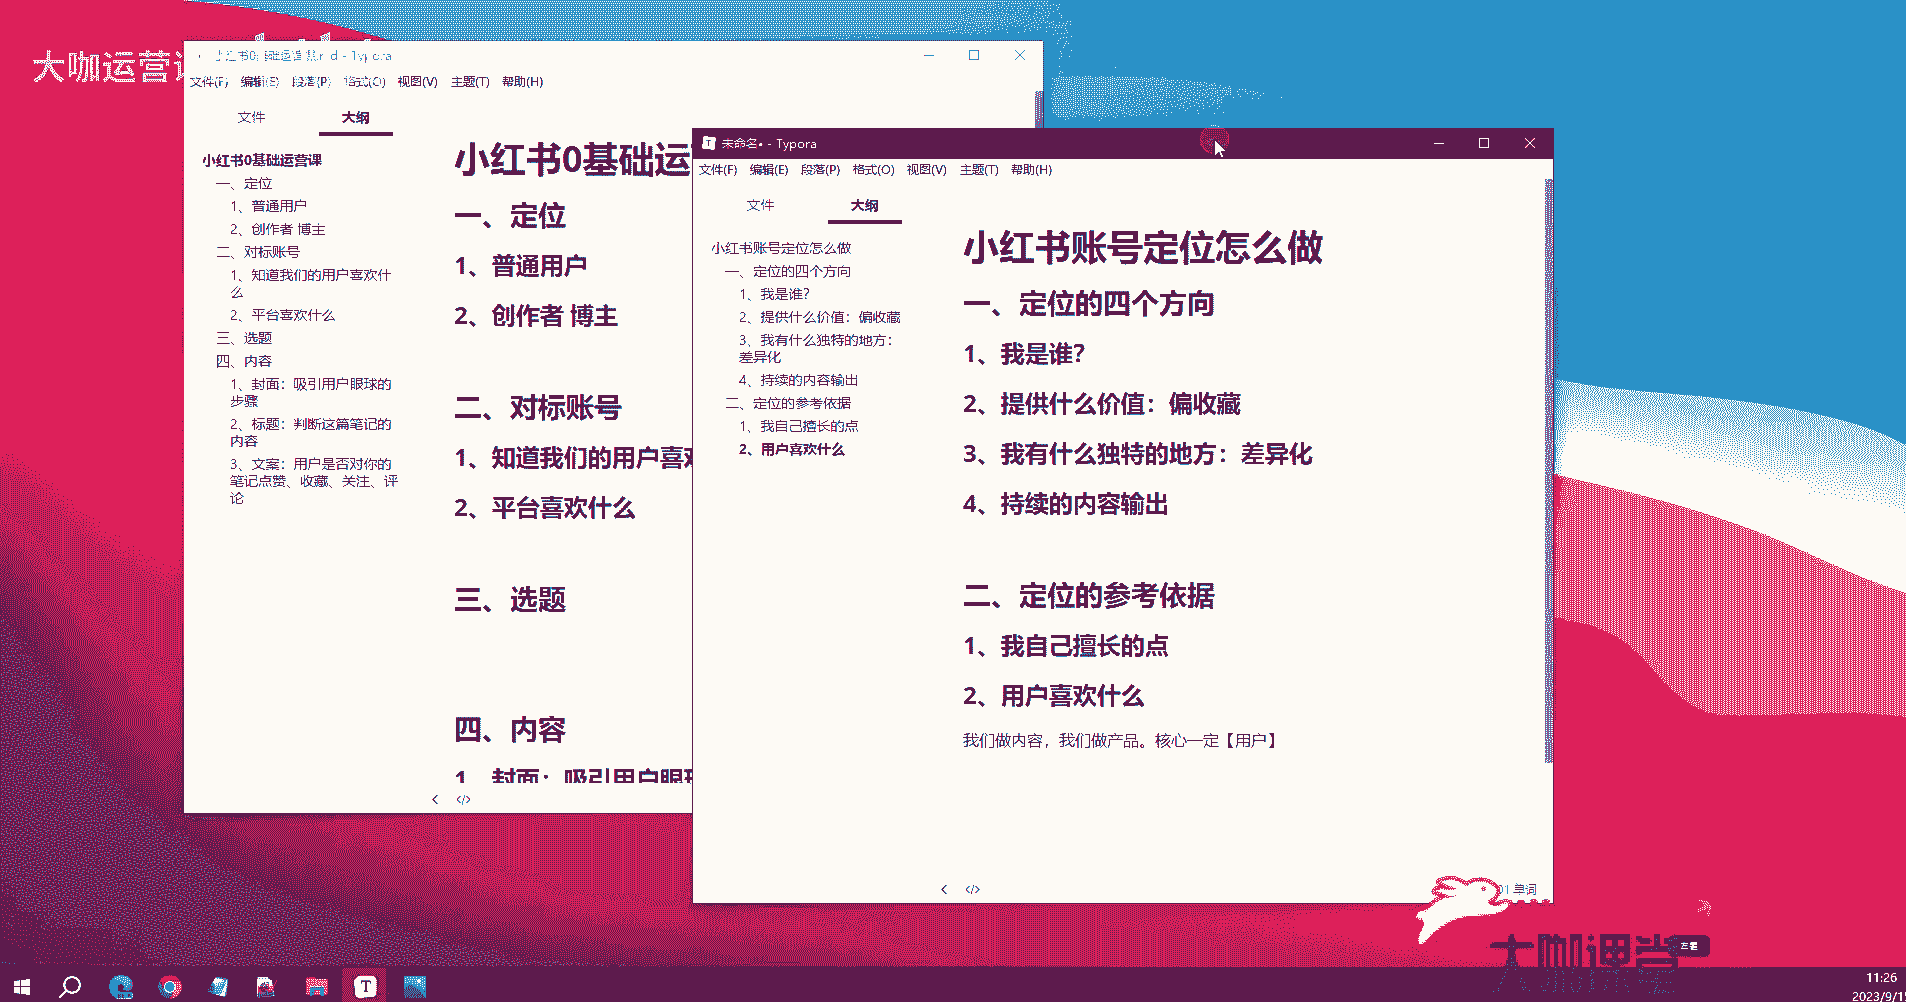 大咖运营
小红书0基础运营课.md - Typora
文件(F) 编辑(E) 段落(P) 格式(O) 视图(V) 主题(T) 帮助(H)
文件 大纲
小红书0基础运营课
一、定位
1、普通用户
2、创作者 博主
二、对标账号
1、知道我们的用户喜欢什
么
2、平台喜欢什么
三、选题
四、内容
1、封面：吸引用户眼球的
步骤
2、标题：判断这篇笔记的
内容
3、文案：用户是否对你的
笔记点赞、收藏、关注、评
论
小红书0基础运
一、定位
1、普通用户
2、创作者 博主
二、对标账号
1、知道我们的用户喜
2、平台喜欢什么
三、选题
四、内容
1、封面：吸引用户眼球
未命名• - Typora
文件(F) 编辑(E) 段落(P) 格式(O) 视图(V) 主题(T) 帮助(H)
文件 大纲
小红书账号定位怎么做
一、定位的四个方向
1、我是谁？
2、提供什么价值：偏收藏
3、我有什么独特的地方：
差异化
4、持续的内容输出
二、定位的参考依据
1、我自己擅长的点
2、用户喜欢什么
小红书账号定位怎么做
一、定位的四个方向
1、我是谁？
2、提供什么价值：偏收藏
3、我有什么独特的地方：差异化
4、持续的内容输出
二、定位的参考依据
1、我自己擅长的点
2、用户喜欢什么
我们做内容，我们做产品。核心一定【用户】
01 单词
大咖课堂
11:26
2023/9/1